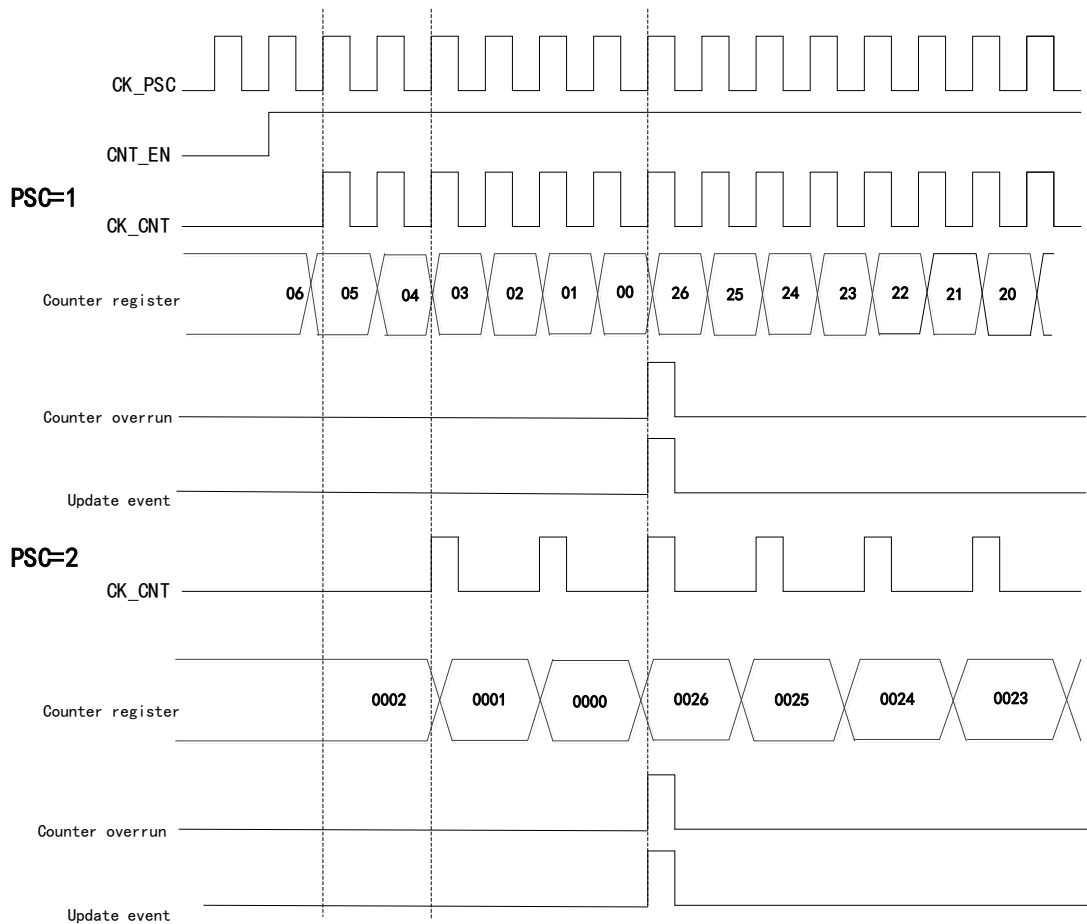 CK_PSC
CNT_EN
PSC=1
CK_CNT
Counter register 06 05 04 03 02 01 00 26 25 24 23 22 21 20
Counter overrun
Update event
PSC=2
CK_CNT
Counter register 0002 0001 0000 0026 0025 0024 0023
Counter overrun
Update event